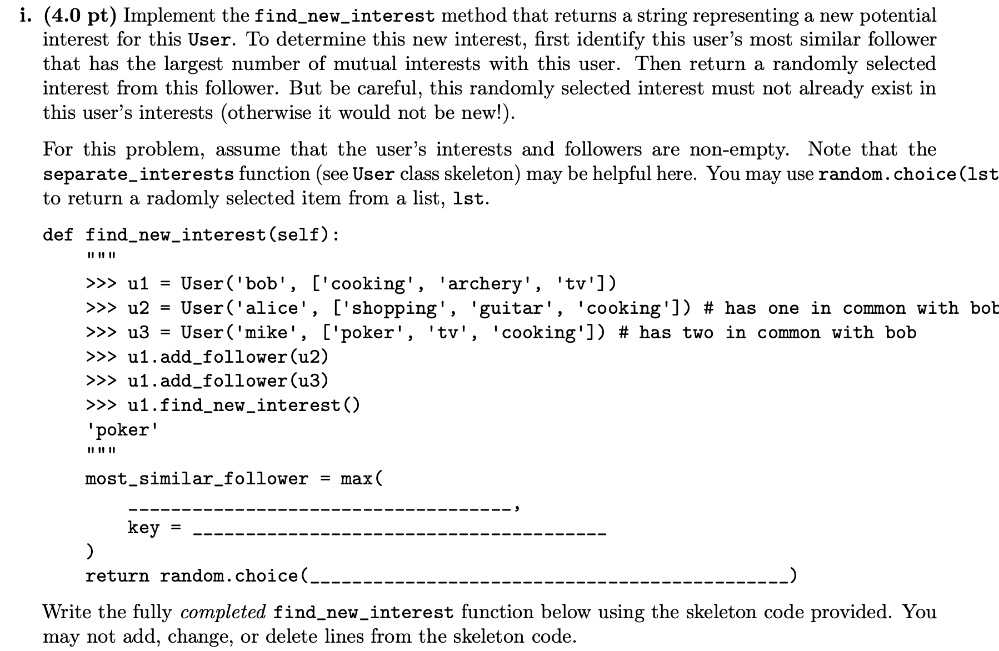 i. (4.0 pt) Implement the find_new_interest method that returns a string representing a new potential
interest for this User. To determine this new interest, first identify this user's most similar follower
that has the largest number of mutual interests with this user. Then return a randomly selected
interest from this follower. But be careful, this randomly selected interest must not already exist in
this user's interests (otherwise it would not be new!).
For this problem, assume that the user's interests and followers are non-empty. Note that the
separate_interests function (see User class skeleton) may be helpful here. You may use random.choice(lst
to return a radomly selected item from a list, lst.
def find_new_interest(self):
"""
>>> u1 = User('bob', ['cooking', 'archery', 'tv'])
>>> u2 = User('alice', ['shopping', 'guitar', 'cooking']) # has one in common with bob
>>> u3 = User('mike', ['poker', 'tv', 'cooking']) # has two in common with bob
>>> u1.add_follower(u2)
>>> u1.add_follower(u3)
>>> u1.find_new_interest()
'poker'
"""
most_similar_follower = max(
____________________________________,
key = _______________________________________
)
return random.choice(_____________________________________________)
Write the fully completed find_new_interest function below using the skeleton code provided. You
may not add, change, or delete lines from the skeleton code.